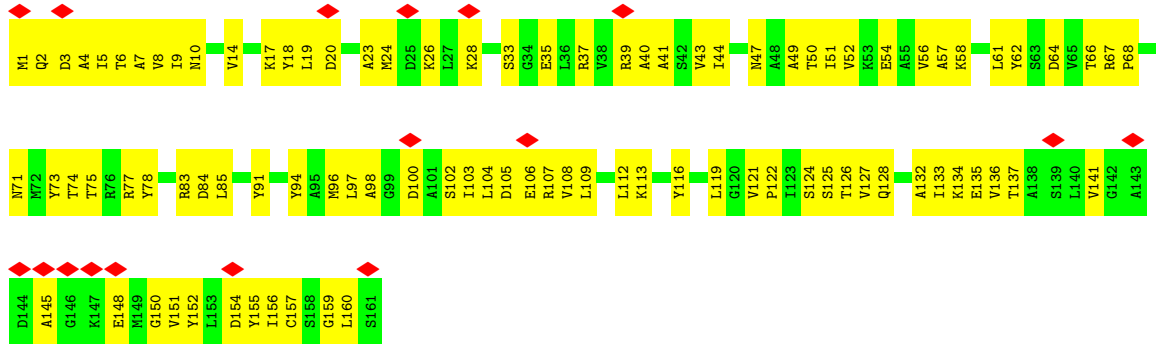 M1 Q2 D3 A4 I5 T6 A7 V8 I9 N10 V14 K17 Y18 L19 D20 A23 M24 D25 K26 L27 K28 S33 G34 E35 L36 R37 V38 R39 A40 A41 S42 V43 I44 N47 A48 A49 T50 I51 V52 K53 E54 A55 V56 A57 K58 L61 Y62 S63 D64 V65 T66 R67 P68
N71 M72 Y73 T74 T75 R76 R77 Y78 R83 D84 L85 Y91 Y94 A95 M96 L97 A98 G99 D100 A101 S102 I103 L104 D105 E106 R107 V108 L109 L112 K113 Y116 L119 G120 V121 P122 I123 S124 S125 T126 V127 Q128 A132 I133 K134 E135 V136 T137 A138 S139 L140 V141 G142 A143
D144 A145 G146 K147 E148 M149 G150 V151 Y152 L153 D154 Y155 I156 C157 S158 G159 L160 S161